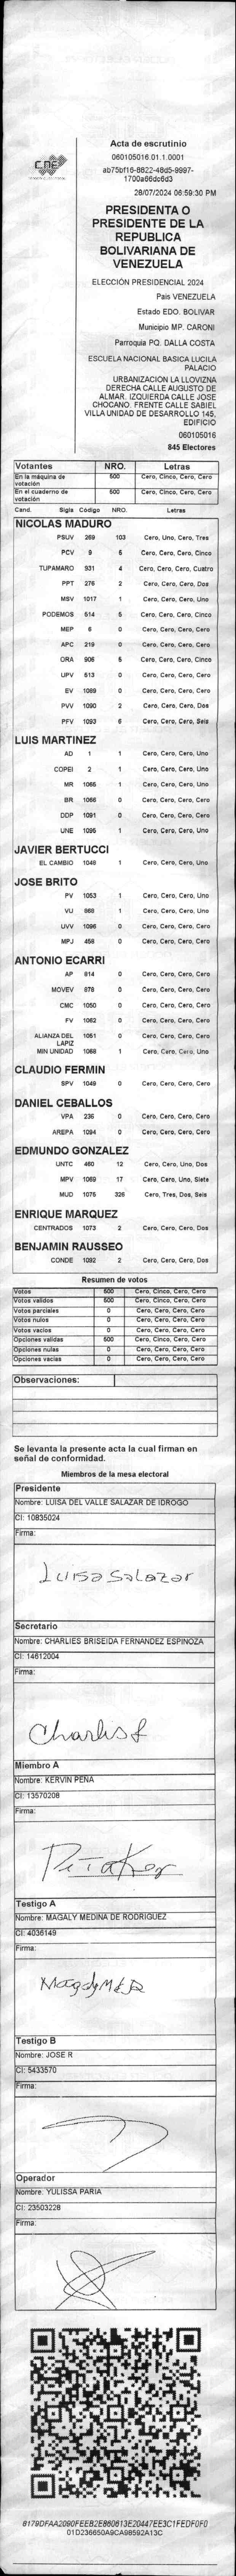 CNE
Acta de escrutinio
060105016.01.1.0001
ab75bf16-8822-48d5-9997-
1700a66dc6d3
28/07/2024 06:59:30 PM
PRESIDENTA O
PRESIDENTE DE LA
REPUBLICA
BOLIVARIANA DE
VENEZUELA
ELECCIÓN PRESIDENCIAL 2024
Pais VENEZUELA
Estado EDO. BOLIVAR
Municipio MP. CARONI
Parroquia PQ. DALLA COSTA
ESCUELA NACIONAL BASICA LUCILA
PALACIO
URBANIZACION LA LLOVIZNA
DERECHA CALLE AUGUSTO DE
ALMAR. IZQUIERDA CALLE JOSE
CHOCANO. FRENTE CALLE SABIEL
VILLA UNIDAD DE DESARROLLO 145.
EDIFICIO
060105016
845 Electores
Votantes NRO. Letras
En la máquina de votación 500 Cero, Cinco, Cero, Cero
En el cuaderno de votación 500 Cero, Cinco, Cero, Cero
Cand. Sigla Código NRO. Letras
NICOLAS MADURO
PSUV 269 103 Cero, Uno, Cero, Tres
PCV 9 5 Cero, Cero, Cero, Cinco
TUPAMARO 931 4 Cero, Cero, Cero, Cuatro
PPT 276 2 Cero, Cero, Cero, Dos
MSV 1017 1 Cero, Cero, Cero, Uno
PODEMOS 514 5 Cero, Cero, Cero, Cinco
MEP 6 0 Cero, Cero, Cero, Cero
APC 219 0 Cero, Cero, Cero, Cero
ORA 906 5 Cero, Cero, Cero, Cinco
UPV 513 0 Cero, Cero, Cero, Cero
EV 1089 0 Cero, Cero, Cero, Cero
PVV 1090 2 Cero, Cero, Cero, Dos
PFV 1093 6 Cero, Cero, Cero, Seis
LUIS MARTINEZ
AD 1 1 Cero, Cero, Cero, Uno
COPEI 2 1 Cero, Cero, Cero, Uno
MR 1065 1 Cero, Cero, Cero, Uno
BR 1066 0 Cero, Cero, Cero, Cero
DDP 1091 0 Cero, Cero, Cero, Cero
UNE 1095 1 Cero, Cero, Cero, Uno
JAVIER BERTUCCI
EL CAMBIO 1048 1 Cero, Cero, Cero, Uno
JOSE BRITO
PV 1053 1 Cero, Cero, Cero, Uno
VU 868 1 Cero, Cero, Cero, Uno
UVV 1096 0 Cero, Cero, Cero, Cero
MPJ 458 0 Cero, Cero, Cero, Cero
ANTONIO ECARRI
AP 814 0 Cero, Cero, Cero, Cero
MOVEV 878 0 Cero, Cero, Cero, Cero
CMC 1050 0 Cero, Cero, Cero, Cero
FV 1062 0 Cero, Cero, Cero, Cero
ALIANZA DEL LAPIZ 1051 0 Cero, Cero, Cero, Cero
MIN UNIDAD 1068 1 Cero, Cero, Cero, Uno
CLAUDIO FERMIN
SPV 1049 0 Cero, Cero, Cero, Cero
DANIEL CEBALLOS
VPA 236 0 Cero, Cero, Cero, Cero
AREPA 1094 0 Cero, Cero, Cero, Cero
EDMUNDO GONZALEZ
UNTC 460 12 Cero, Cero, Uno, Dos
MPV 1069 17 Cero, Cero, Uno, Siete
MUD 1075 326 Cero, Tres, Dos, Seis
ENRIQUE MARQUEZ
CENTRADOS 1073 2 Cero, Cero, Cero, Dos
BENJAMIN RAUSSEO
CONDE 1092 2 Cero, Cero, Cero, Dos
Resumen de votos
Votos 500 Cero, Cinco, Cero, Cero
Votos validos 500 Cero, Cinco, Cero, Cero
Votos parciales 0 Cero, Cero, Cero, Cero
Votos nulos 0 Cero, Cero, Cero, Cero
Votos vacios 0 Cero, Cero, Cero, Cero
Opciones validas 500 Cero, Cinco, Cero, Cero
Opciones nulas 0 Cero, Cero, Cero, Cero
Opciones vacias 0 Cero, Cero, Cero, Cero
Observaciones:
Se levanta la presente acta la cual firman en
señal de conformidad.
Miembros de la mesa electoral
Presidente
Nombre: LUISA DEL VALLE SALAZAR DE IDROGO
CI: 10835024
Firma:
Luisa Salazar
Secretario
Nombre: CHARLIES BRISEIDA FERNANDEZ ESPINOZA
CI: 14612004
Firma:
Charlis f
Miembro A
Nombre: KERVIN PEÑA
CI: 13570208
Firma:
Testigo A
Nombre: MAGALY MEDINA DE RODRIGUEZ
CI: 4036149
Firma:
Magaly M d R
Testigo B
Nombre: JOSE R
CI: 5433570
Firma:
Operador
Nombre: YULISSA PARIA
CI: 23503228
Firma:
8179DFAA2090FEEB2E860813E20447EE3C1FEDF0F0
01D236650A9CA98592A13C